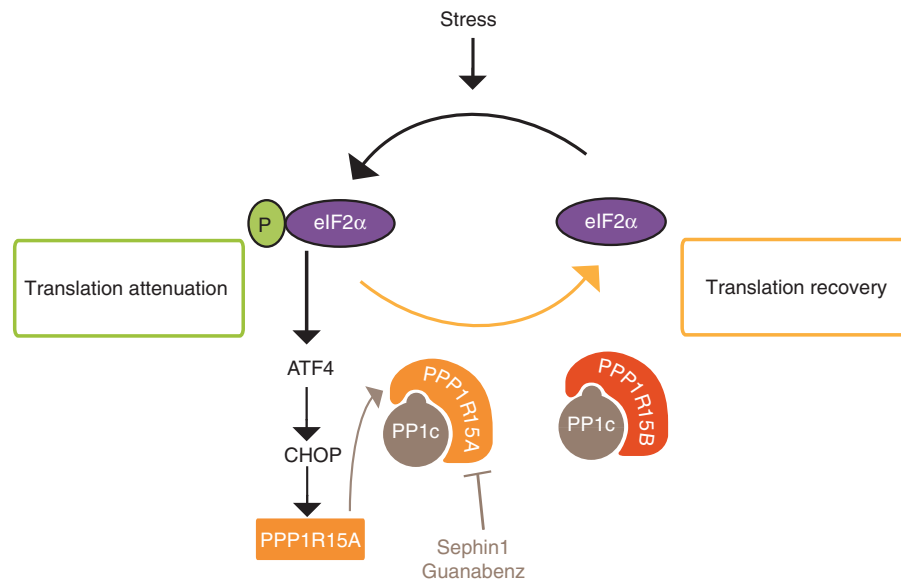 Stress
P
eIF2α
eIF2α
Translation attenuation
Translation recovery
ATF4
PPP1R15A
PP1c
PPP1R15B
PP1c
CHOP
PPP1R15A
Sephin1
Guanabenz